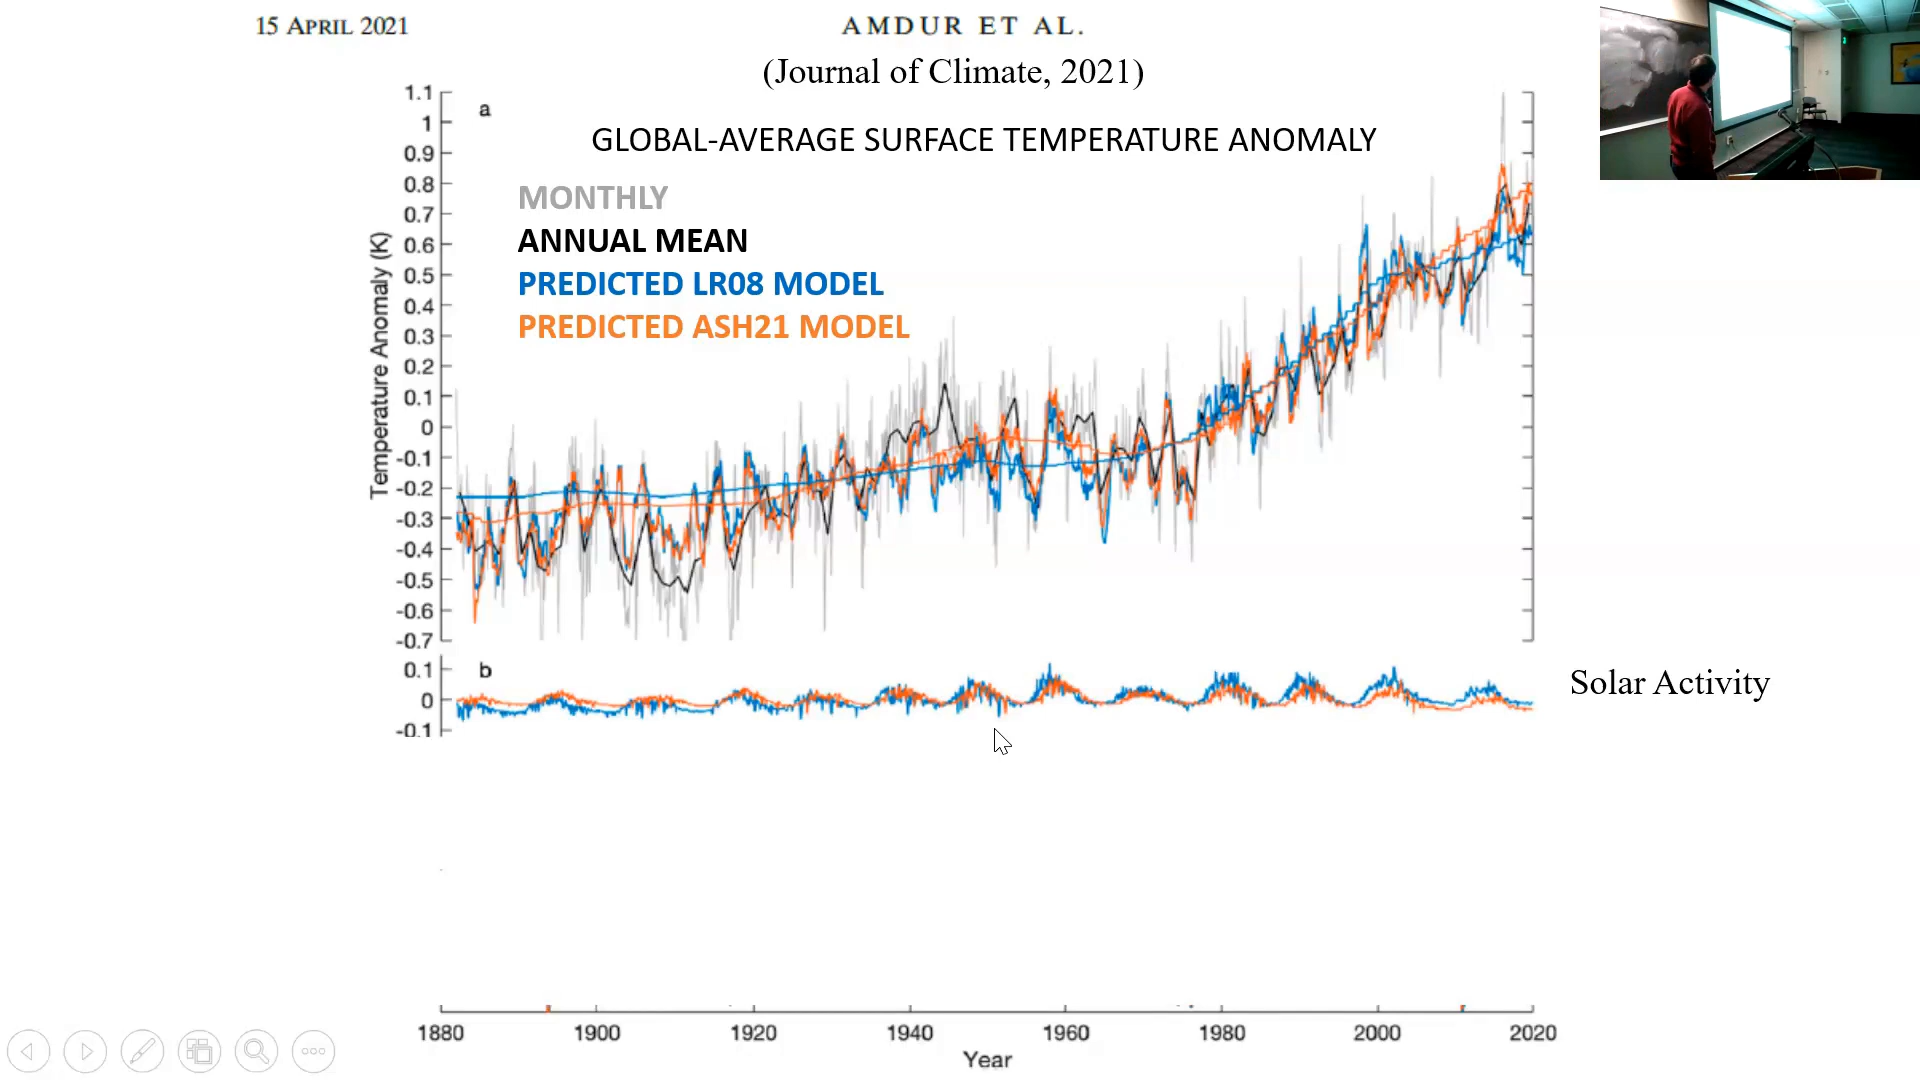 15 APRIL 2021
AMDUR ET AL.
(Journal of Climate, 2021)
a
GLOBAL-AVERAGE SURFACE TEMPERATURE ANOMALY
MONTHLY
ANNUAL MEAN
PREDICTED LR08 MODEL
PREDICTED ASH21 MODEL
Temperature Anomaly (K)
1.1
1
0.9
0.8
0.7
0.6
0.5
0.4
0.3
0.2
0.1
0
-0.1
-0.2
-0.3
-0.4
-0.5
-0.6
-0.7
b
0.1
0
-0.1
Solar Activity
1880 1900 1920 1940 1960 1980 2000 2020
Year